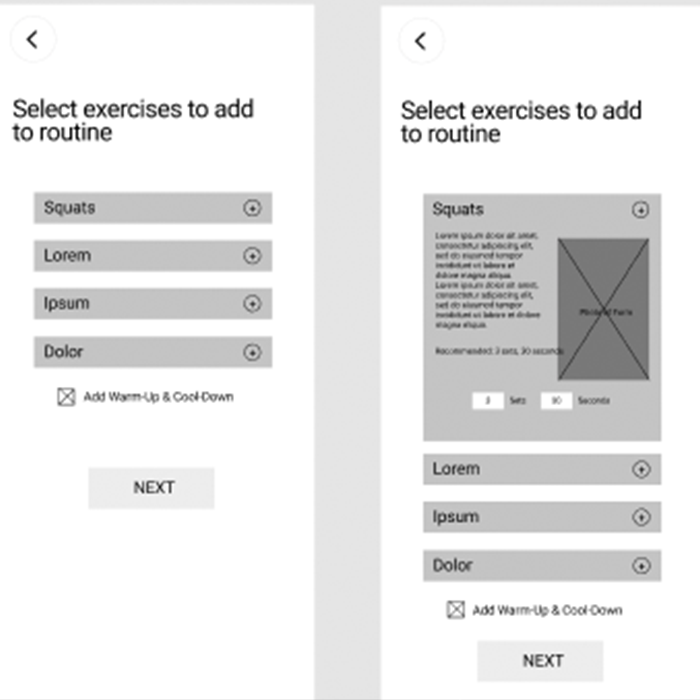 Select exercises to add
to routine
Squats
Lorem
Ipsum
Dolor
Add Warm-Up & Cool-Down
NEXT
Select exercises to add
to routine
Squats
Lorem ipsum dolor sit amet,
consectetur adipiscing elit,
sed do eiusmod tempor
incididunt ut labore et
dolore magna aliqua.
Lorem ipsum dolor sit amet,
consectetur adipiscing elit,
sed do eiusmod tempor
incididunt ut labore et dolore
magna aliqua.
Form
Recommended: 3 sets, 30 seconds
Sets
Seconds
Lorem
Ipsum
Dolor
Add Warm-Up & Cool-Down
NEXT